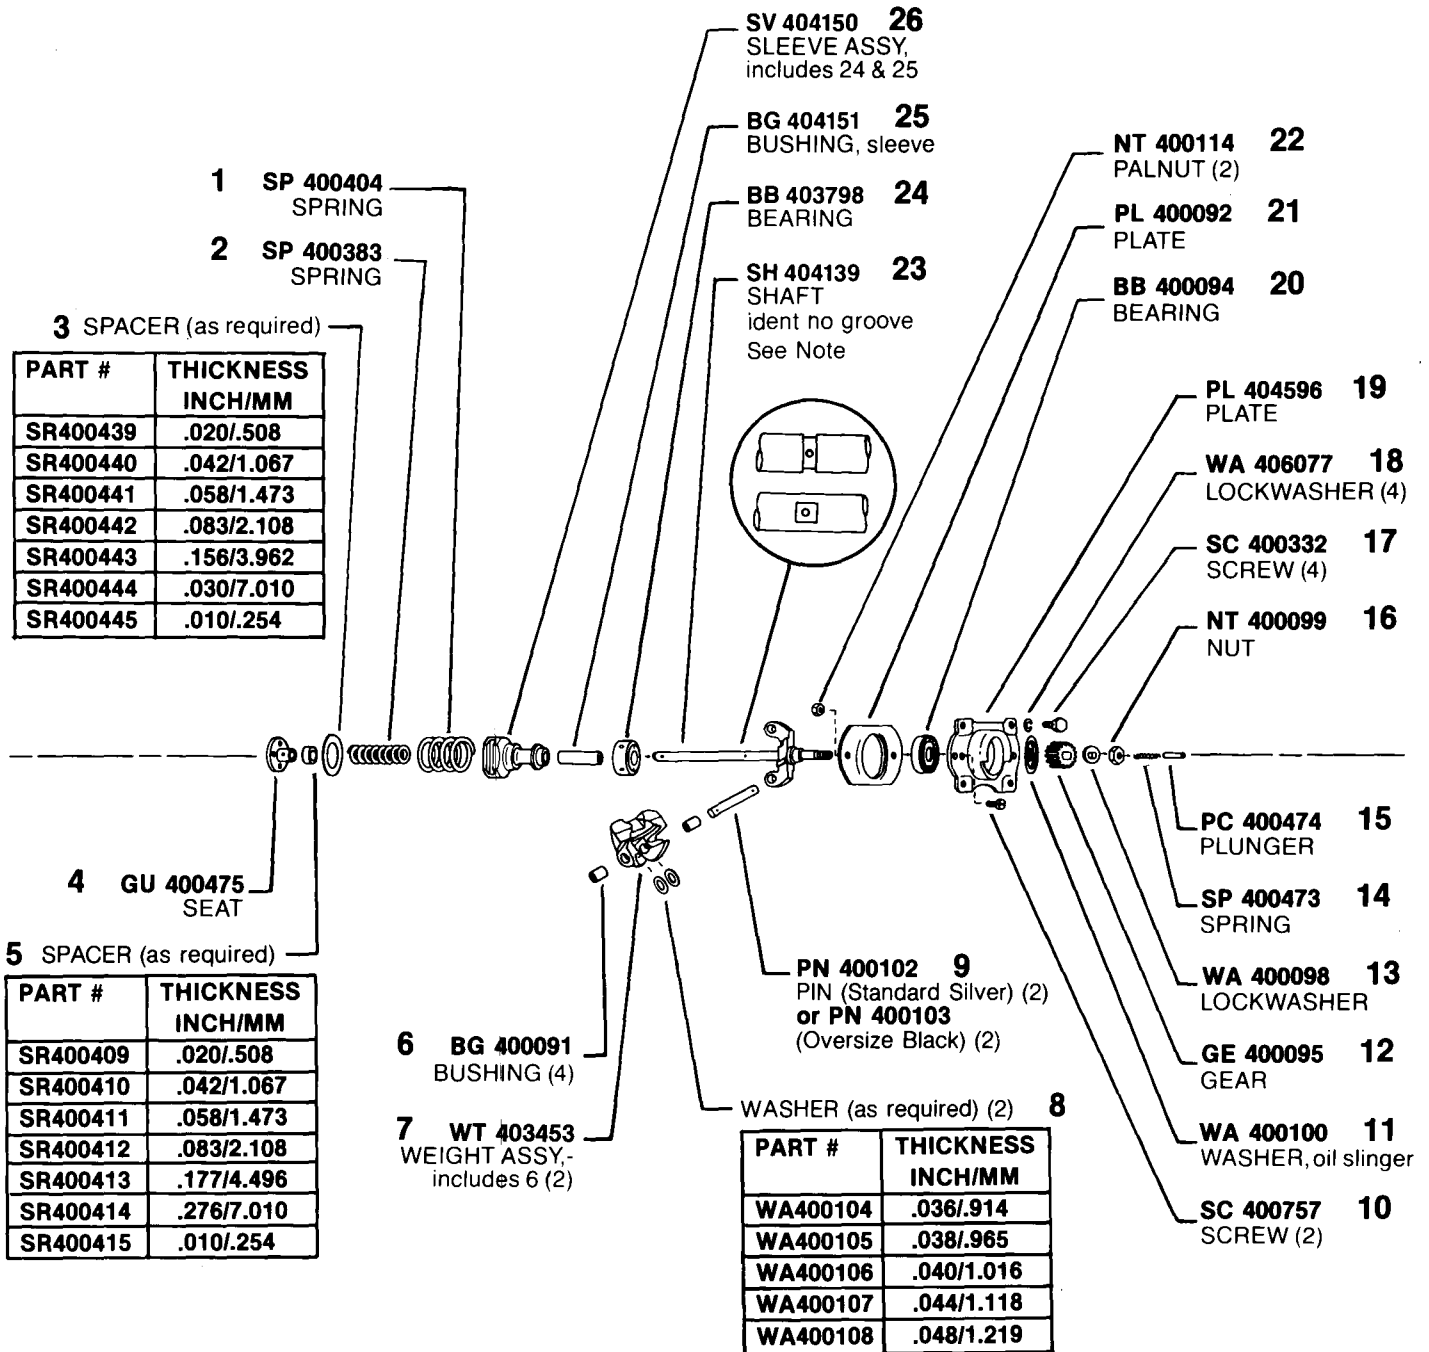 SV 404150 26
SLEEVE ASSY,
includes 24 & 25
BG 404151 25
BUSHING, sleeve
BB 403798 24
BEARING
SH 404139 23
SHAFT
ident no groove
See Note
NT 400114 22
PALNUT (2)
PL 400092 21
PLATE
BB 400094 20
BEARING
PL 404596 19
PLATE
WA 406077 18
LOCKWASHER (4)
SC 400332 17
SCREW (4)
NT 400099 16
NUT
1 SP 400404
SPRING
2 SP 400383
SPRING
3 SPACER (as required)
PART # THICKNESS
INCH/MM
SR400439 .020/.508
SR400440 .042/1.067
SR400441 .058/1.473
SR400442 .083/2.108
SR400443 .156/3.962
SR400444 .030/7.010
SR400445 .010/.254
4 GU 400475
SEAT
5 SPACER (as required)
PART # THICKNESS
INCH/MM
SR400409 .020/.508
SR400410 .042/1.067
SR400411 .058/1.473
SR400412 .083/2.108
SR400413 .177/4.496
SR400414 .276/7.010
SR400415 .010/.254
6 BG 400091
BUSHING (4)
7 WT 403453
WEIGHT ASSY,-
includes 6 (2)
PN 400102 9
PIN (Standard Silver) (2)
or PN 400103
(Oversize Black) (2)
WASHER (as required) (2) 8
PART # THICKNESS
INCH/MM
WA400104 .036/.914
WA400105 .038/.965
WA400106 .040/1.016
WA400107 .044/1.118
WA400108 .048/1.219
PC 400474 15
PLUNGER
SP 400473 14
SPRING
WA 400098 13
LOCKWASHER
GE 400095 12
GEAR
WA 400100 11
WASHER, oil slinger
SC 400757 10
SCREW (2)